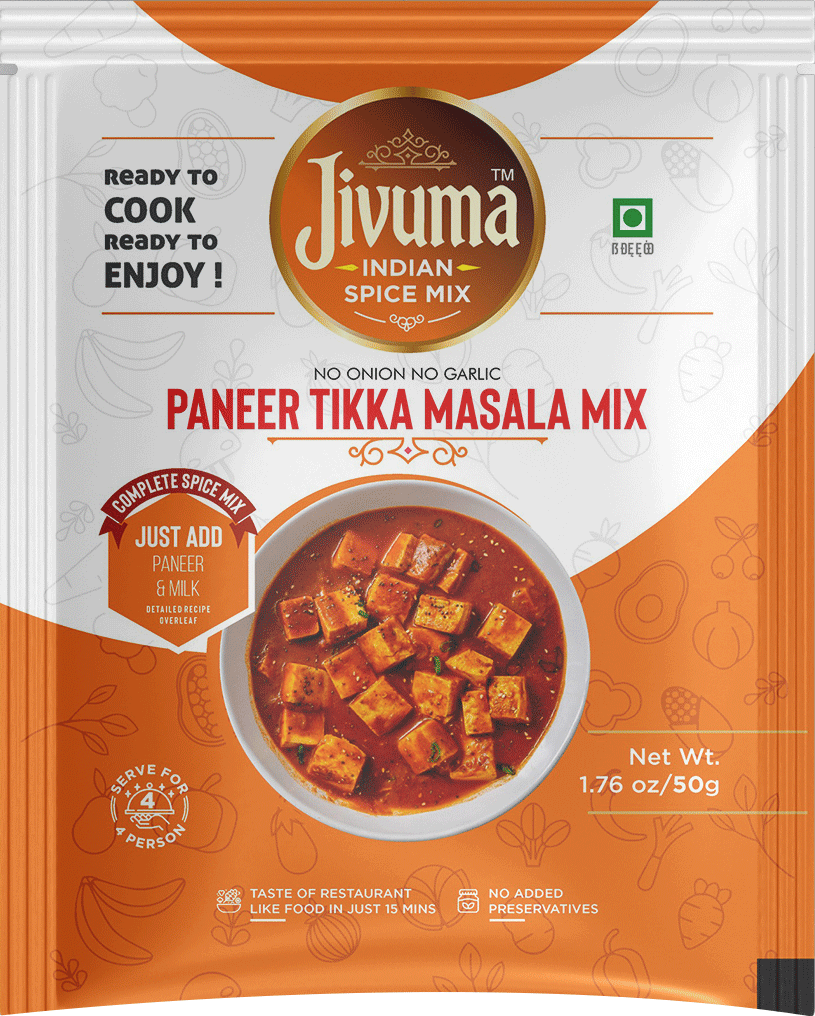 READY TO
COOK
READY TO
ENJOY !
Jivuma TM
INDIAN
SPICE MIX
NO ONION NO GARLIC
PANEER TIKKA MASALA MIX
COMPLETE SPICE MIX
JUST ADD
PANEER
& MILK
DETAILED RECIPE
OVERLEAF
Net Wt.
1.76 oz/50g
SERVE FOR
4
4 PERSON
TASTE OF RESTAURANT
LIKE FOOD IN JUST 15 MINS
NO ADDED
PRESERVATIVES